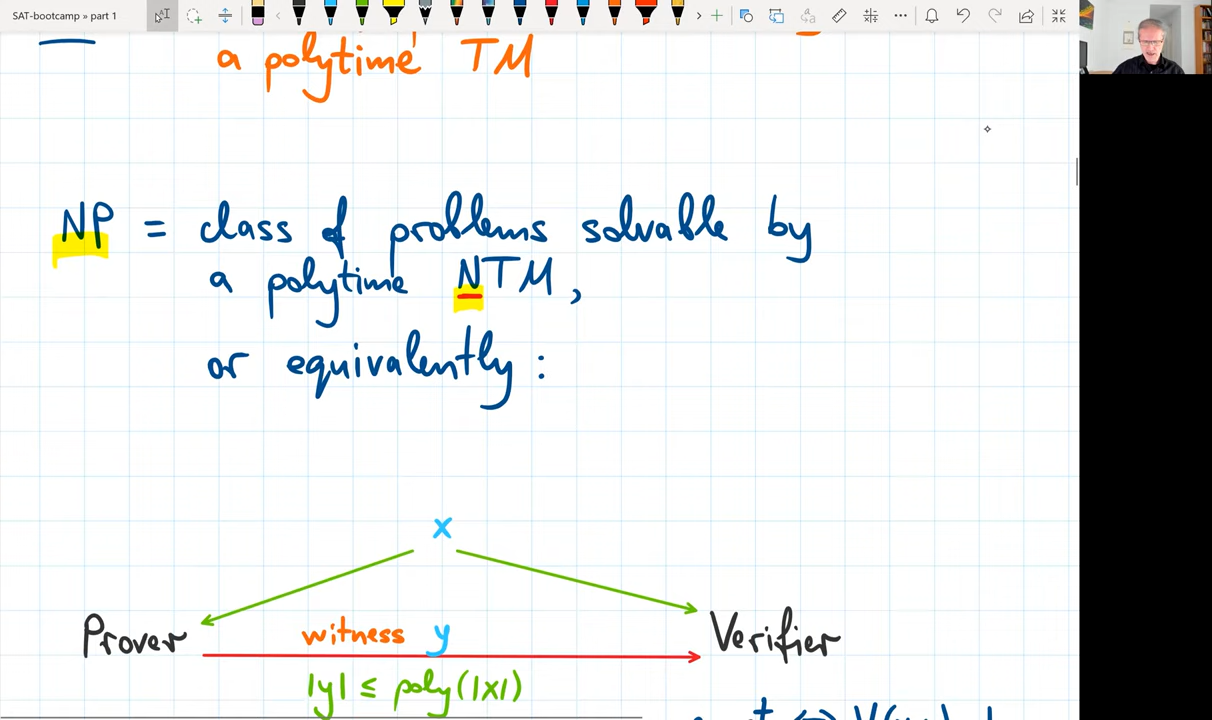 SAT-bootcamp » part 1
a polytime TM
NP = class of problems solvable by
a polytime NTM,
or equivalently:
x
Prover
witness y
Verifier
|y| ≤ poly(|x|)